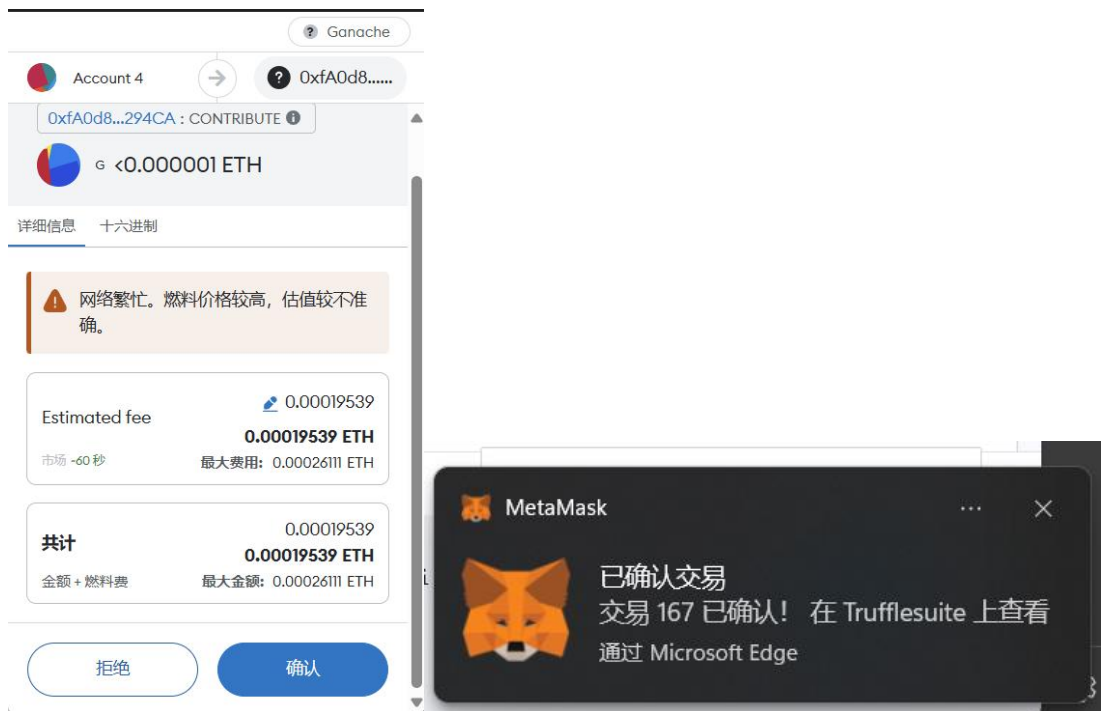 ? Ganache
Account 4
? 0xfA0d8......
0xfA0d8...294CA : CONTRIBUTE
G <0.000001 ETH
详细信息 十六进制
网络繁忙。燃料价格较高，估值较不准
确。
Estimated fee
0.00019539
0.00019539 ETH
市场 -60 秒
最大费用: 0.00026111 ETH
共计
0.00019539
0.00019539 ETH
金额 + 燃料费
最大金额: 0.00026111 ETH
拒绝 确认
MetaMask
已确认交易
交易 167 已确认！ 在 Trufflesuite 上查看
通过 Microsoft Edge